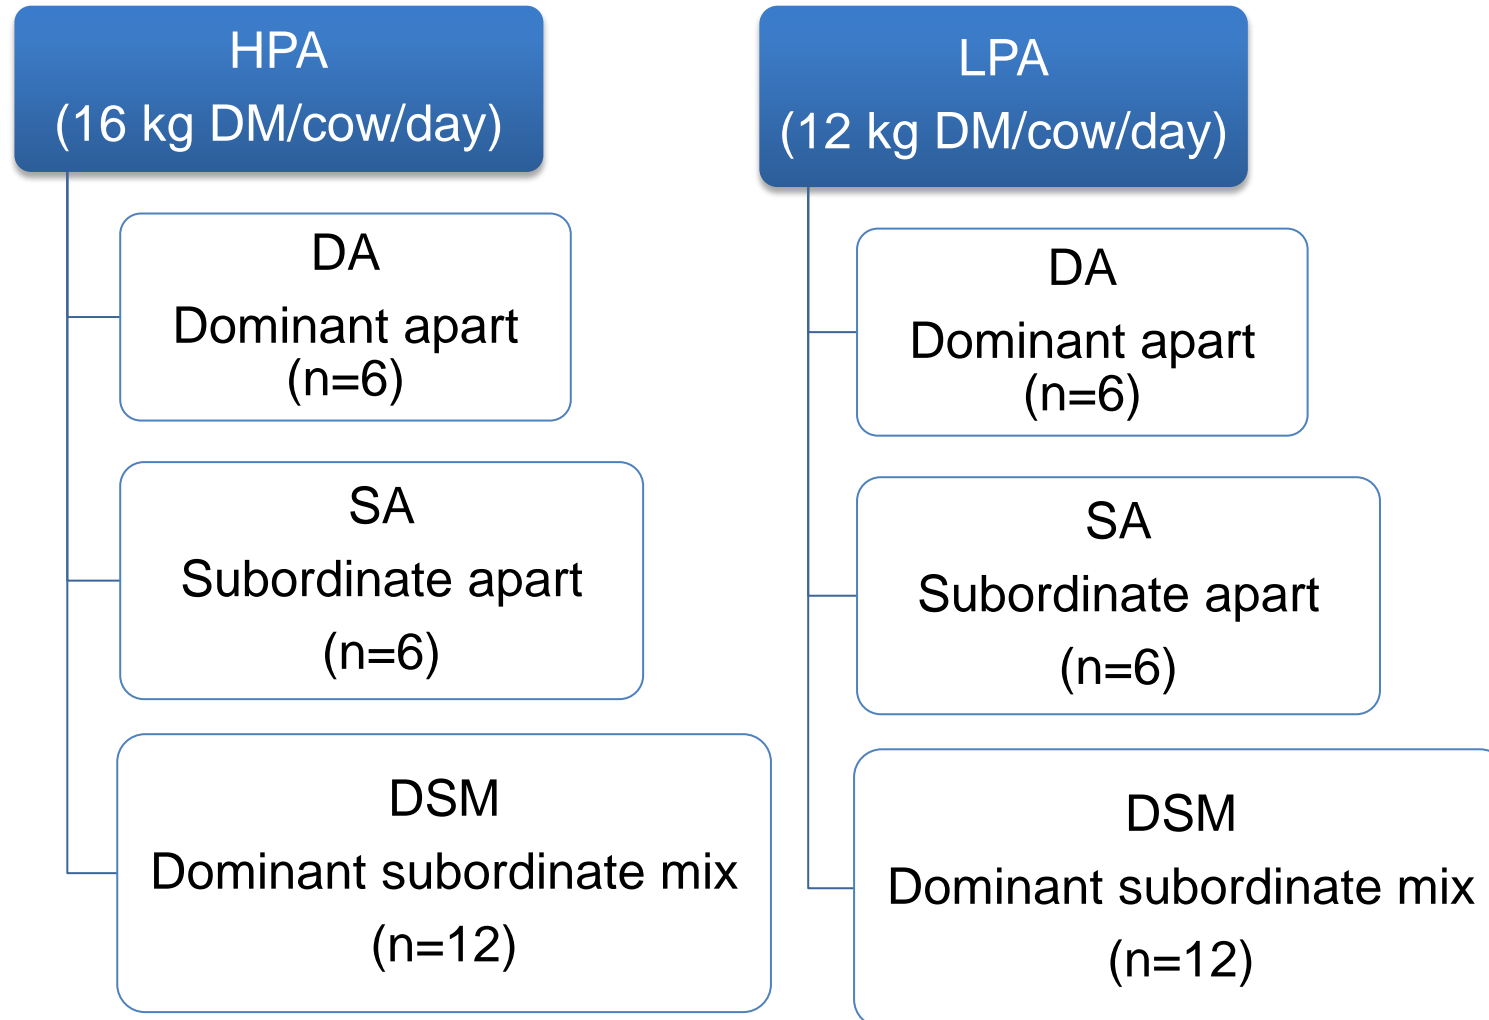 HPA
(16 kg DM/cow/day)
DA
Dominant apart
(n=6)
SA
Subordinate apart
(n=6)
DSM
Dominant subordinate mix
(n=12)
LPA
(12 kg DM/cow/day)
DA
Dominant apart
(n=6)
SA
Subordinate apart
(n=6)
DSM
Dominant subordinate mix
(n=12)